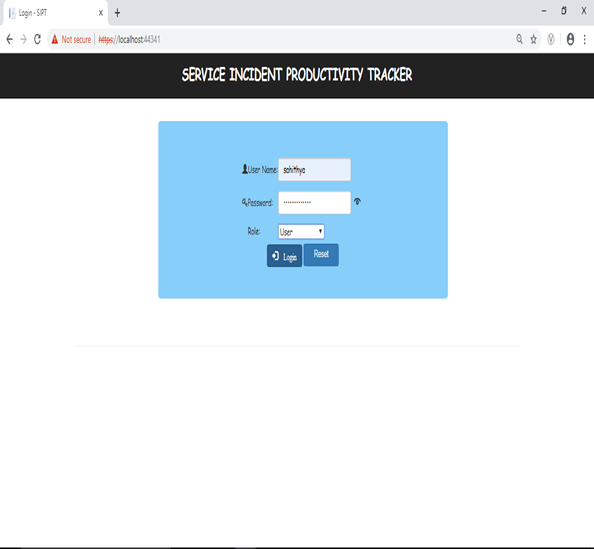 Login - SIPT
Not secure | https://localhost:44341
SERVICE INCIDENT PRODUCTIVITY TRACKER
User Name: sahithya
Password: ••••••••••••
Role: User
Login Reset